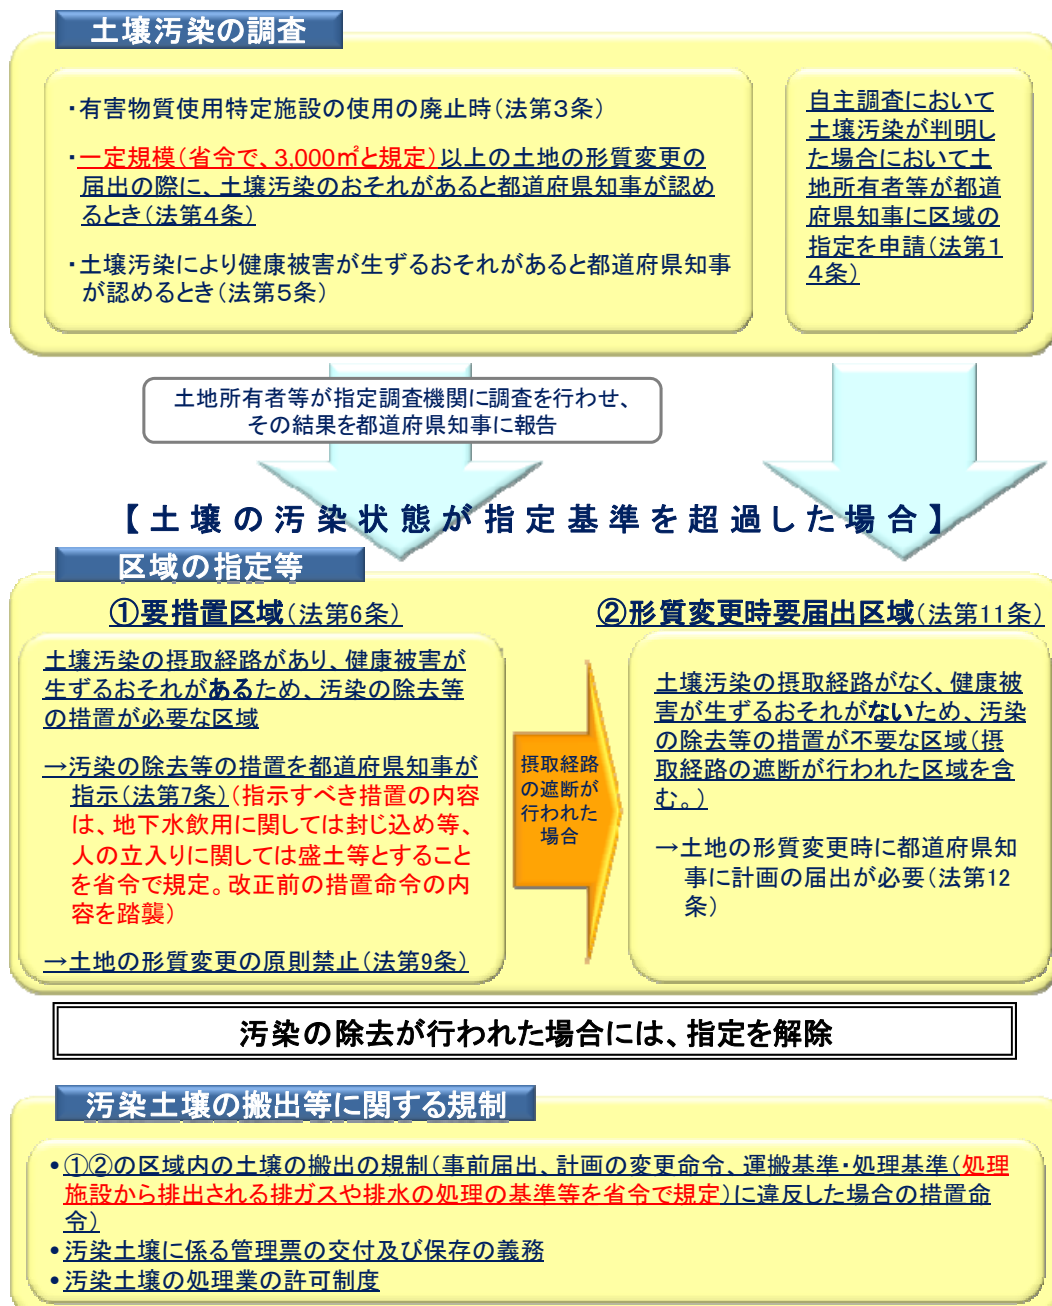 土壌汚染の調査
・有害物質使用特定施設の使用の廃止時(法第3条)
・一定規模(省令で、3,000㎡と規定)以上の土地の形質変更の
届出の際に、土壌汚染のおそれがあると都道府県知事が認め
るとき(法第4条)
・土壌汚染により健康被害が生ずるおそれがあると都道府県知事
が認めるとき(法第5条)
自主調査において
土壌汚染が判明し
た場合において土
地所有者等が都道
府県知事に区域の
指定を申請(法第1
4条)
土地所有者等が指定調査機関に調査を行わせ、
その結果を都道府県知事に報告
【土壌の汚染状態が指定基準を超過した場合】
区域の指定等
①要措置区域(法第6条)
土壌汚染の摂取経路があり、健康被害が
生ずるおそれがあるため、汚染の除去等
の措置が必要な区域
→汚染の除去等の措置を都道府県知事が
指示(法第7条)(指示すべき措置の内容
は、地下水飲用に関しては封じ込め等、
人の立入りに関しては盛土等とすること
を省令で規定。改正前の措置命令の内
容を踏襲)
→土地の形質変更の原則禁止(法第9条)
摂取経路
の遮断が
行われた
場合
②形質変更時要届出区域(法第11条)
土壌汚染の摂取経路がなく、健康被
害が生ずるおそれがないため、汚染
の除去等の措置が不要な区域(摂
取経路の遮断が行われた区域を含
む。)
→土地の形質変更時に都道府県知
事に計画の届出が必要(法第12
条)
汚染の除去が行われた場合には、指定を解除
汚染土壌の搬出等に関する規制
•①②の区域内の土壌の搬出の規制(事前届出、計画の変更命令、運搬基準・処理基準(処理
施設から排出される排ガスや排水の処理の基準等を省令で規定)に違反した場合の措置命
令)
•汚染土壌に係る管理票の交付及び保存の義務
•汚染土壌の処理業の許可制度